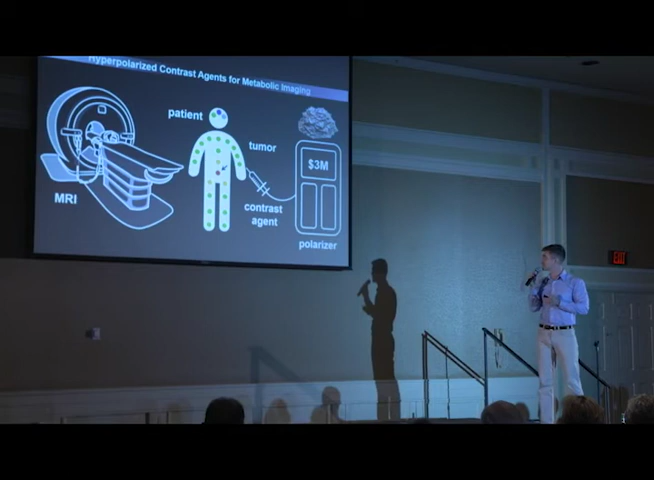 Hyperpolarized Contrast Agents for Metabolic Imaging
patient
tumor
$3M
MRI
contrast
agent
polarizer
EXIT